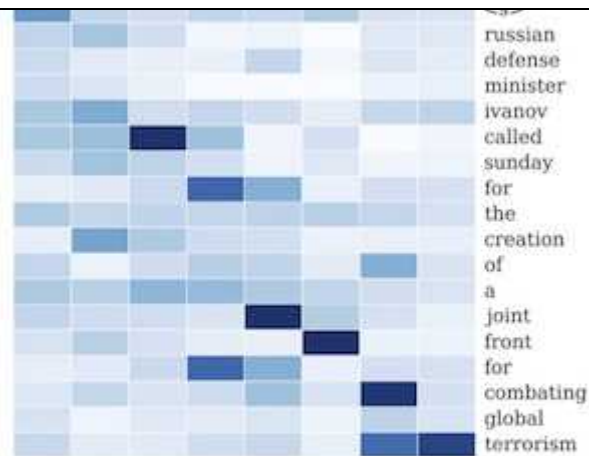 russian
defense
minister
ivanov
called
sunday
for
the
creation
of
a
joint
front
for
combating
global
terrorism